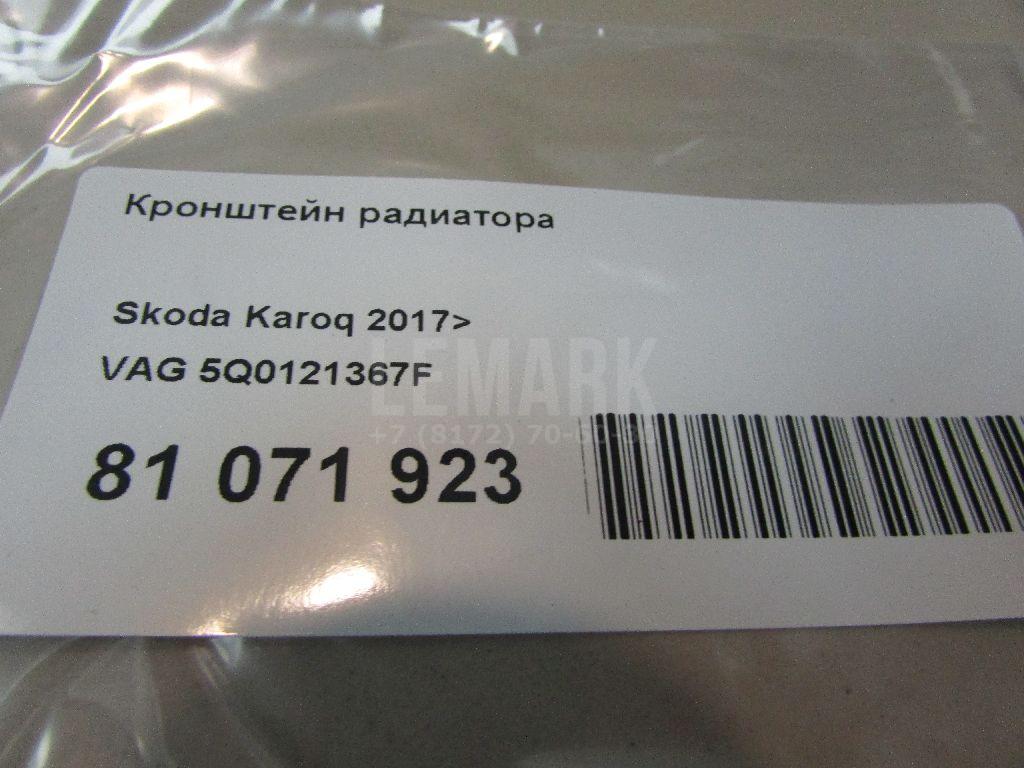 Кронштейн радиатора
Skoda Karoq 2017>
VAG 5Q0121367F
LEMARK
81 071 923